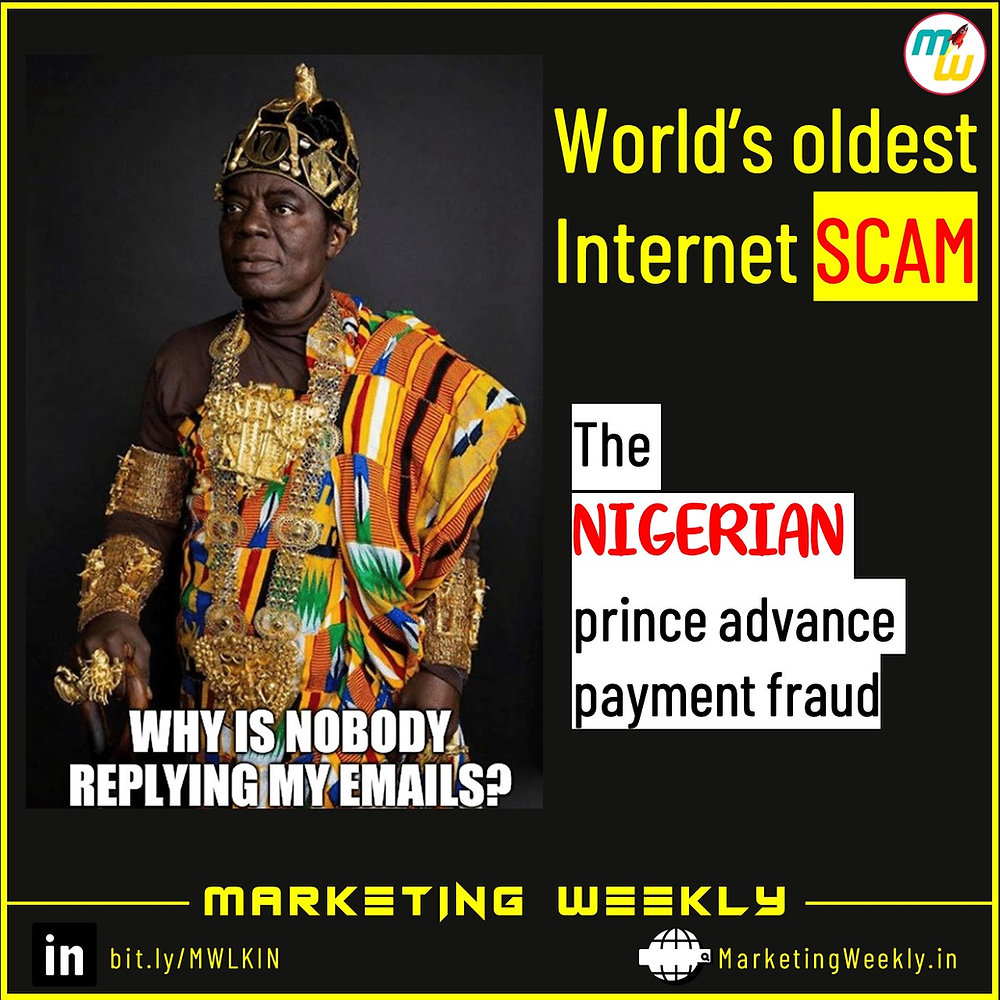 MW
World's oldest
Internet SCAM
The
NIGERIAN
prince advance
payment fraud
WHY IS NOBODY
REPLYING MY EMAILS?
MARKETING WEEKLY
in bit.ly/MWLKIN
MarketingWeekly.in